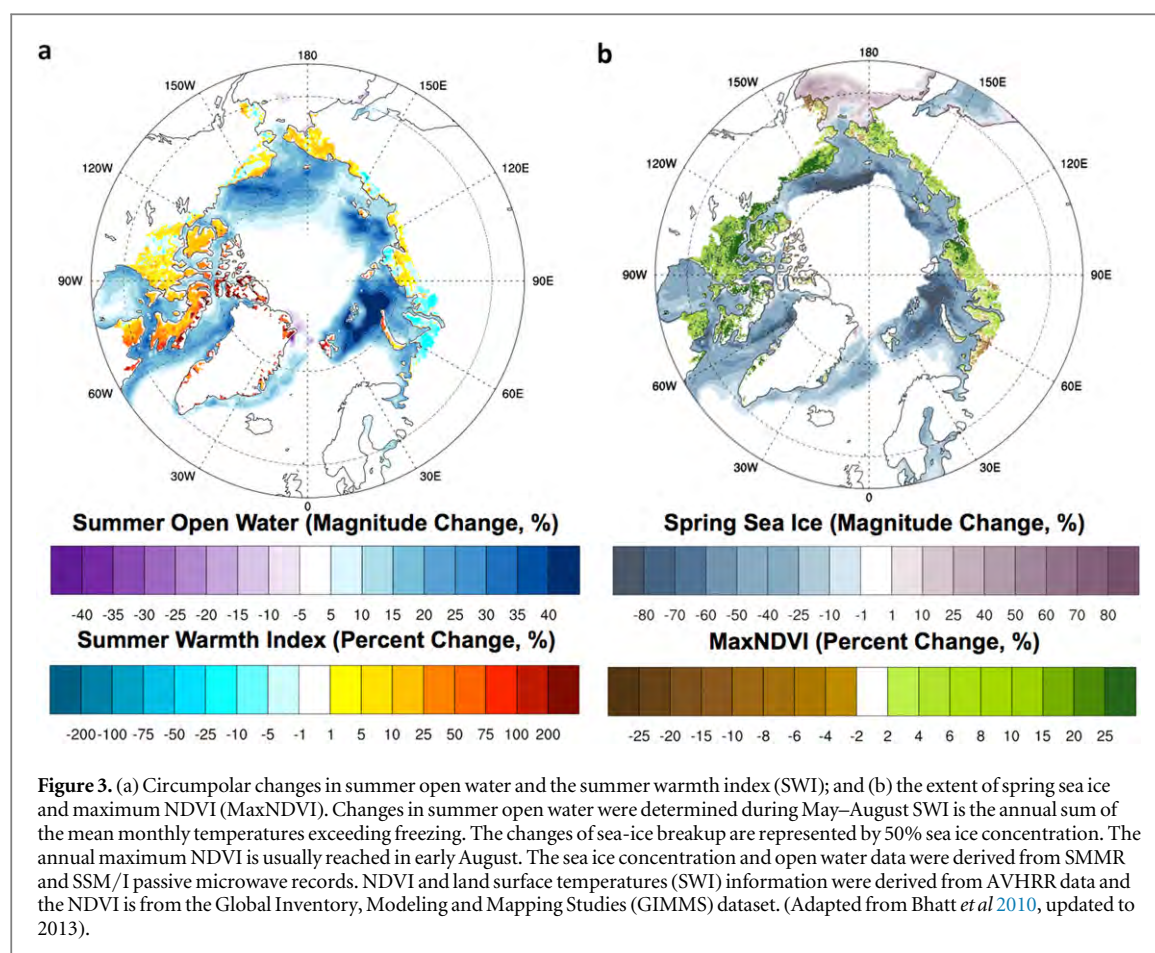 a
b
180
150W
150E
120W
120E
90W
90E
60W
60E
30W
30E
0
180
150W
150E
120W
120E
90W
90E
60W
60E
30W
30E
0
Summer Open Water (Magnitude Change, %)
-40 -35 -30 -25 -20 -15 -10 -5 5 10 15 20 25 30 35 40
Summer Warmth Index (Percent Change, %)
-200 -100 -75 -50 -25 -10 -5 -1 1 5 10 25 50 75 100 200
Spring Sea Ice (Magnitude Change, %)
-80 -70 -60 -50 -40 -20 -10 -1 1 10 25 40 50 60 70 80
MaxNDVI (Percent Change, %)
-25 -20 -15 -10 -8 -6 -4 -2 2 4 6 8 10 15 20 25
Figure 3. (a) Circumpolar changes in summer open water and the summer warmth index (SWI); and (b) the extent of spring sea ice
and maximum NDVI (MaxNDVI). Changes in summer open water were determined during May–August SWI is the annual sum of
the mean monthly temperatures exceeding freezing. The changes of sea-ice breakup are represented by 50% sea ice concentration. The
annual maximum NDVI is usually reached in early August. The sea ice concentration and open water data were derived from SMMR
and SSM/I passive microwave records. NDVI and land surface temperatures (SWI) information were derived from AVHRR data and
the NDVI is from the Global Inventory, Modeling and Mapping Studies (GIMMS) dataset. (Adapted from Bhatt et al 2010, updated to
2013).